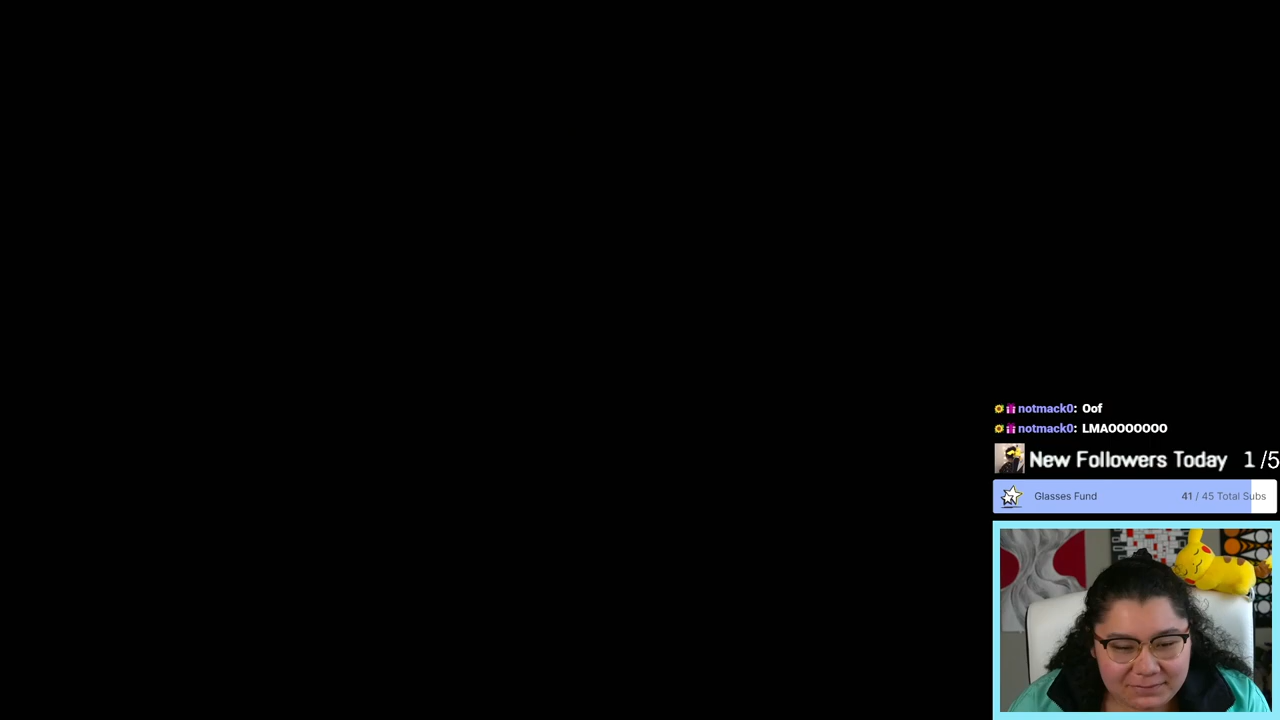 notmack0: Oof
notmack0: LMAOOOOOOO
New Followers Today 1 /5
Glasses Fund 41 / 45 Total Subs